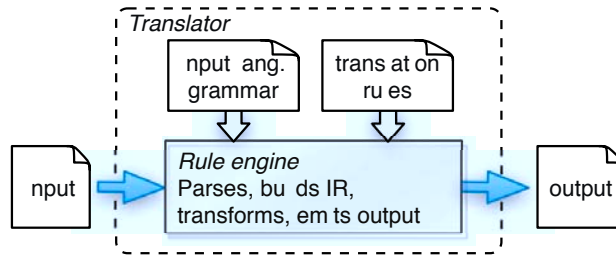 Translator
nput ang.
grammar
trans at on
ru es
nput
Rule engine
Parses, bu ds IR,
transforms, em ts output
output